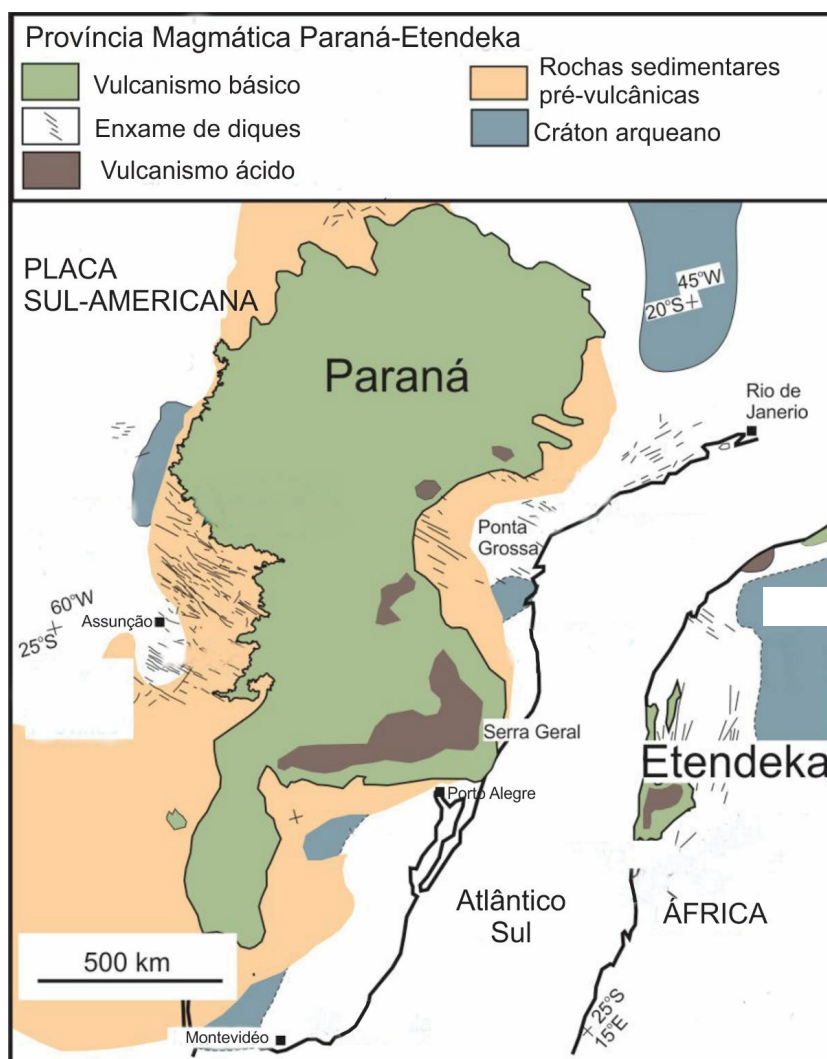 Província Magmática Paraná-Etendeka
Vulcanismo básico
Enxame de diques
Vulcanismo ácido
Rochas sedimentares
pré-vulcânicas
Cráton arqueano
PLACA
SUL-AMERICANA
45°W
20°S
Paraná
Rio de
Janerio
Ponta
Grossa
60°W
25°S
Assunção
Serra Geral
Etendeka
Porto Alegre
Atlântico
Sul
ÁFRICA
500 km
25°S
15°E
Montevidéo